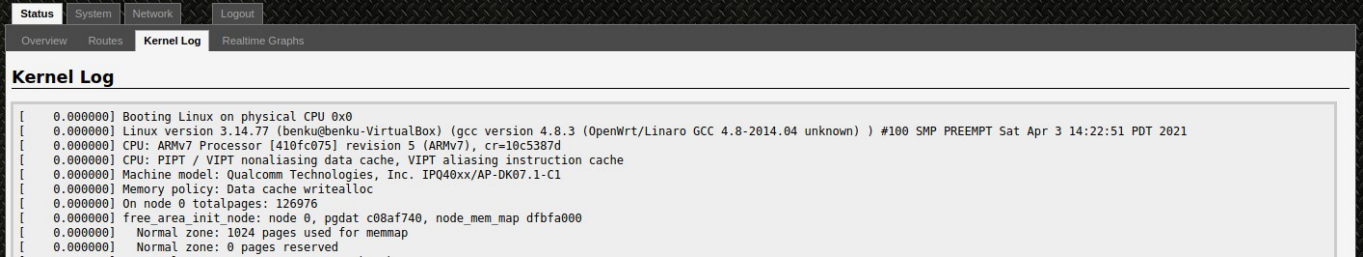 Status System Network Logout
Overview Routes Kernel Log Realtime Graphs
Kernel Log
[    0.000000] Booting Linux on physical CPU 0x0
[    0.000000] Linux version 3.14.77 (benku@benku-VirtualBox) (gcc version 4.8.3 (OpenWrt/Linaro GCC 4.8-2014.04 unknown) ) #100 SMP PREEMPT Sat Apr 3 14:22:51 PDT 2021
[    0.000000] CPU: ARMv7 Processor [410fc075] revision 5 (ARMv7), cr=10c5387d
[    0.000000] CPU: PIPT / VIPT nonaliasing data cache, VIPT aliasing instruction cache
[    0.000000] Machine model: Qualcomm Technologies, Inc. IPQ40xx/AP-DK07.1-C1
[    0.000000] Memory policy: Data cache writealloc
[    0.000000] On node 0 totalpages: 126976
[    0.000000] free_area_init_node: node 0, pgdat c08af740, node_mem_map dfbfa000
[    0.000000]   Normal zone: 1024 pages used for memmap
[    0.000000]   Normal zone: 0 pages reserved